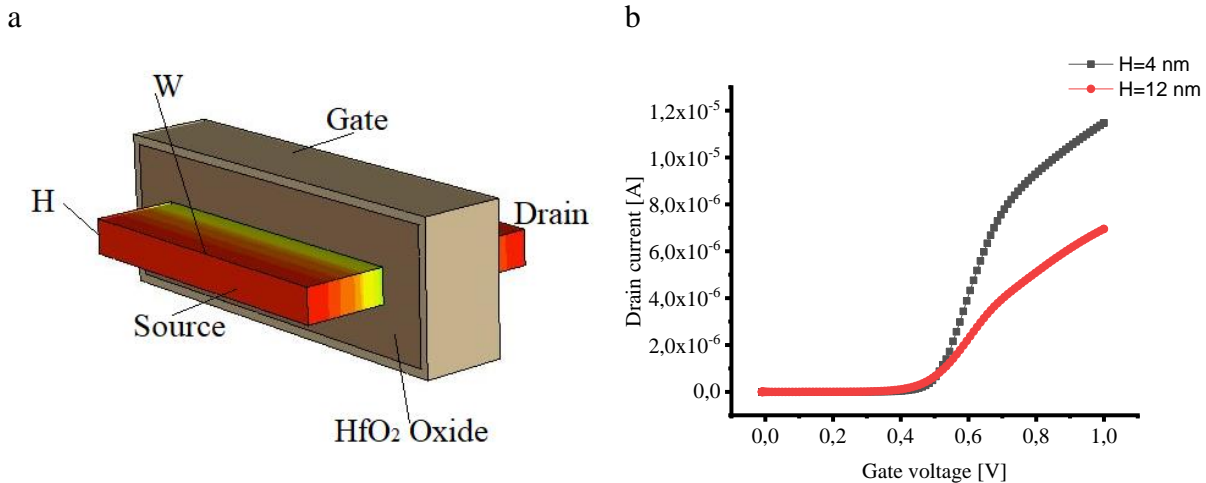 a
W
Gate
H
Drain
Source
HfO₂ Oxide
b
H=4 nm
H=12 nm
1,2x10⁻⁵
1,0x10⁻⁵
8,0x10⁻⁶
6,0x10⁻⁶
4,0x10⁻⁶
2,0x10⁻⁶
0,0
Drain current [A]
0,0 0,2 0,4 0,6 0,8 1,0
Gate voltage [V]